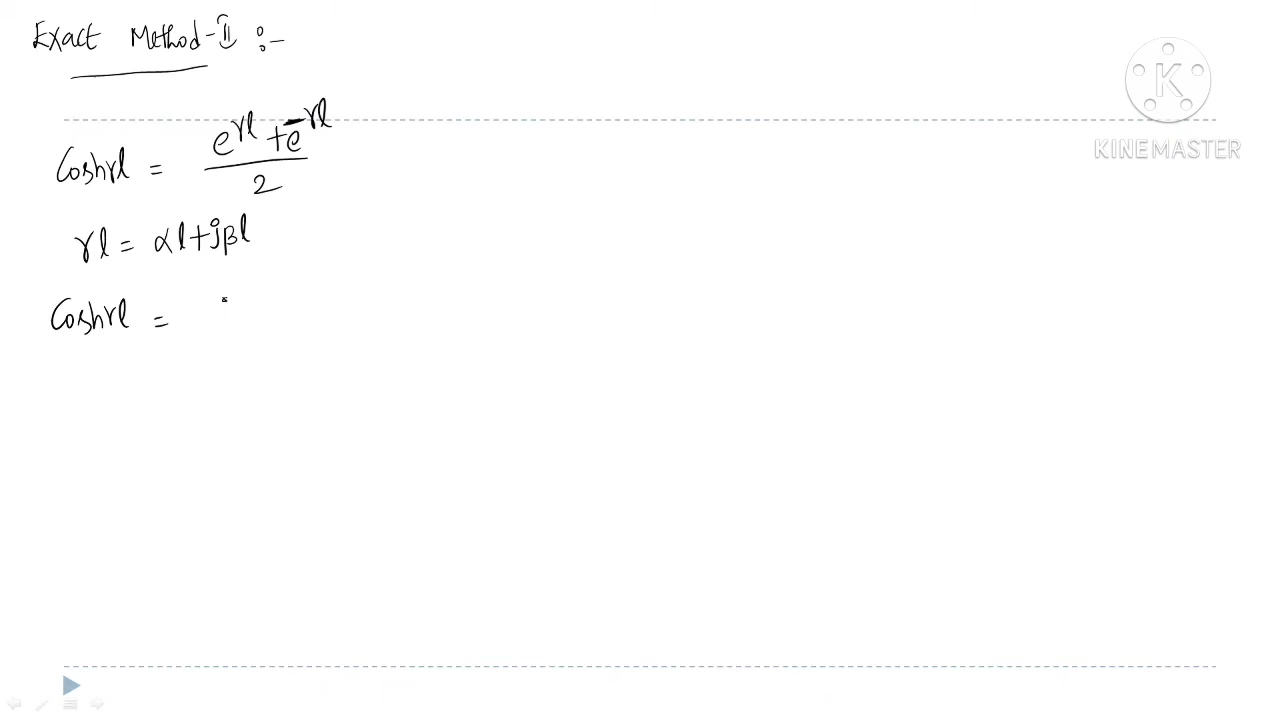 Exact Method-II :-
K
KINEMASTER
Coshγl = (e^γl + e^-γl) / 2
γl = αl+jβl
Coshγl =